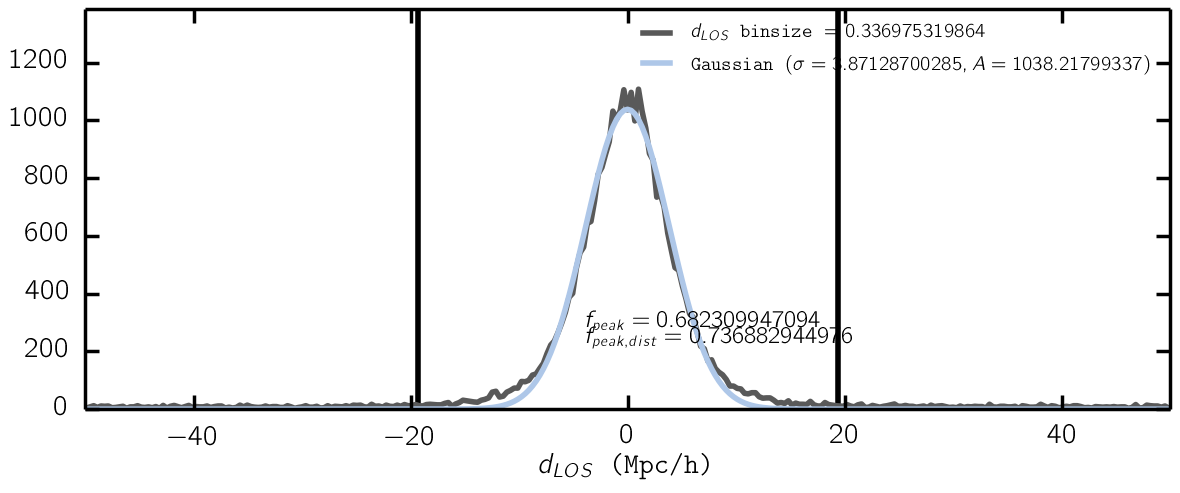 d_LOS binsize = 0.336975319864
Gaussian (σ = 3.87128700285, A = 1038.21799337)
1200
1000
800
600
400
200
0
f_peak = 0.682309947094
f_peak,dist = 0.736882944976
−40 −20 0 20 40
d_LOS (Mpc/h)